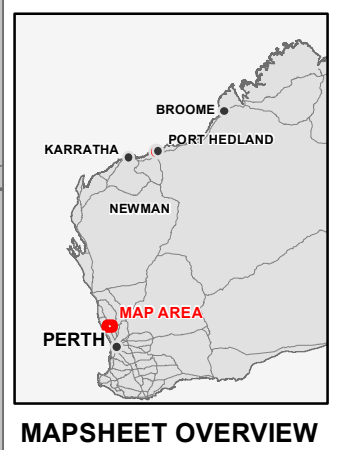 BROOME
PORT HEDLAND
KARRATHA
NEWMAN
MAP AREA
PERTH
MAPSHEET OVERVIEW